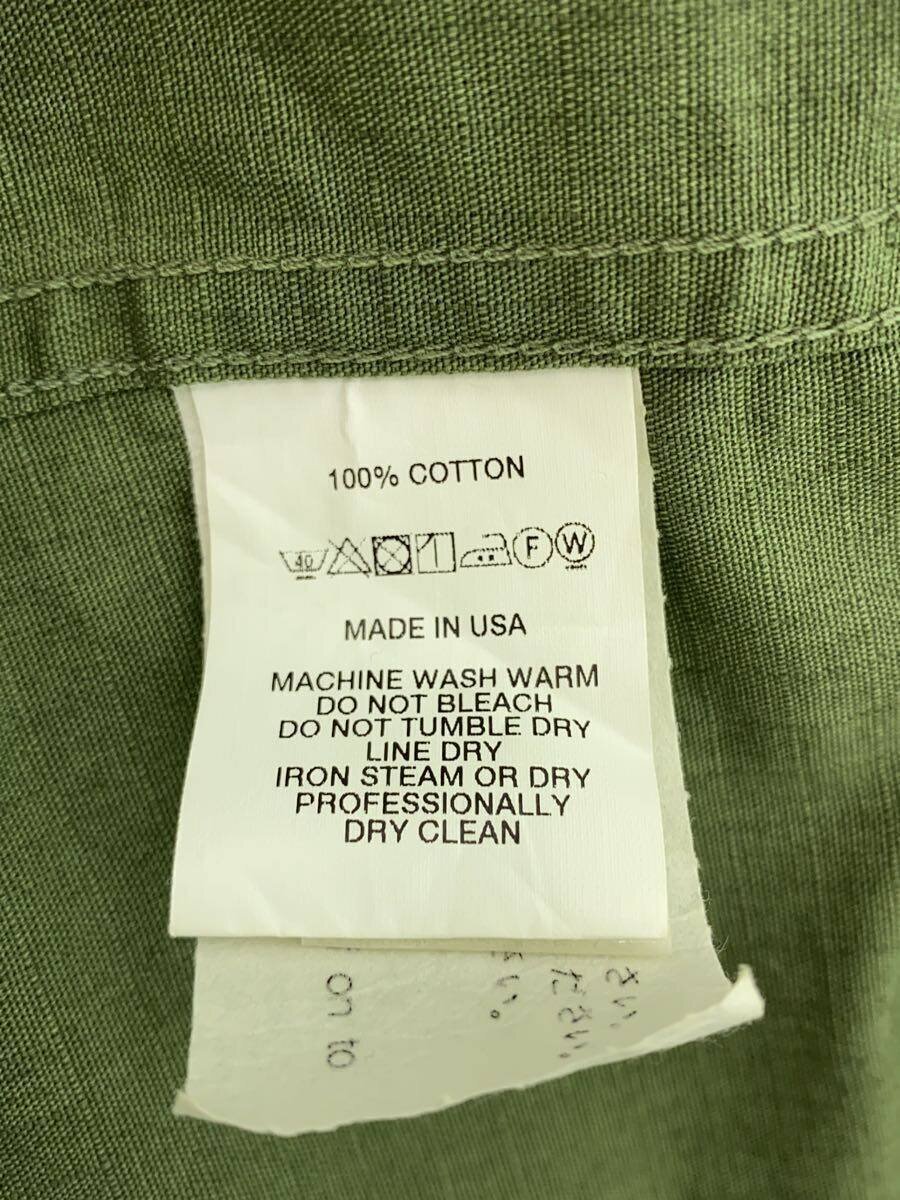 100% COTTON
40 F W
MADE IN USA
MACHINE WASH WARM
DO NOT BLEACH
DO NOT TUMBLE DRY
LINE DRY
IRON STEAM OR DRY
PROFESSIONALLY
DRY CLEAN